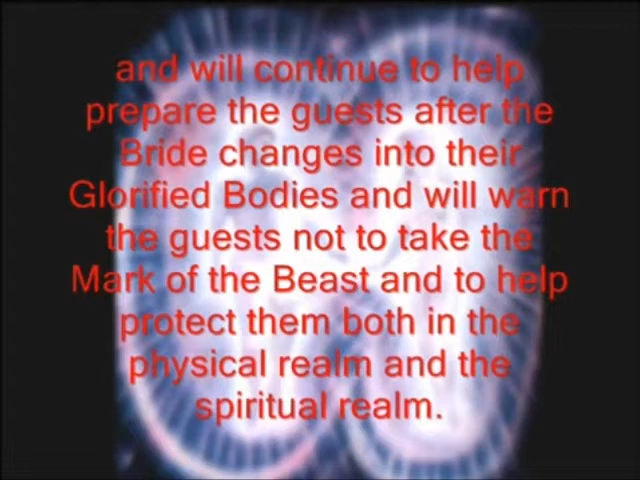 and will continue to help
prepare the guests after the
Bride changes into their
Glorified Bodies and will warn
the guests not to take the
Mark of the Beast and to help
protect them both in the
physical realm and the
spiritual realm.